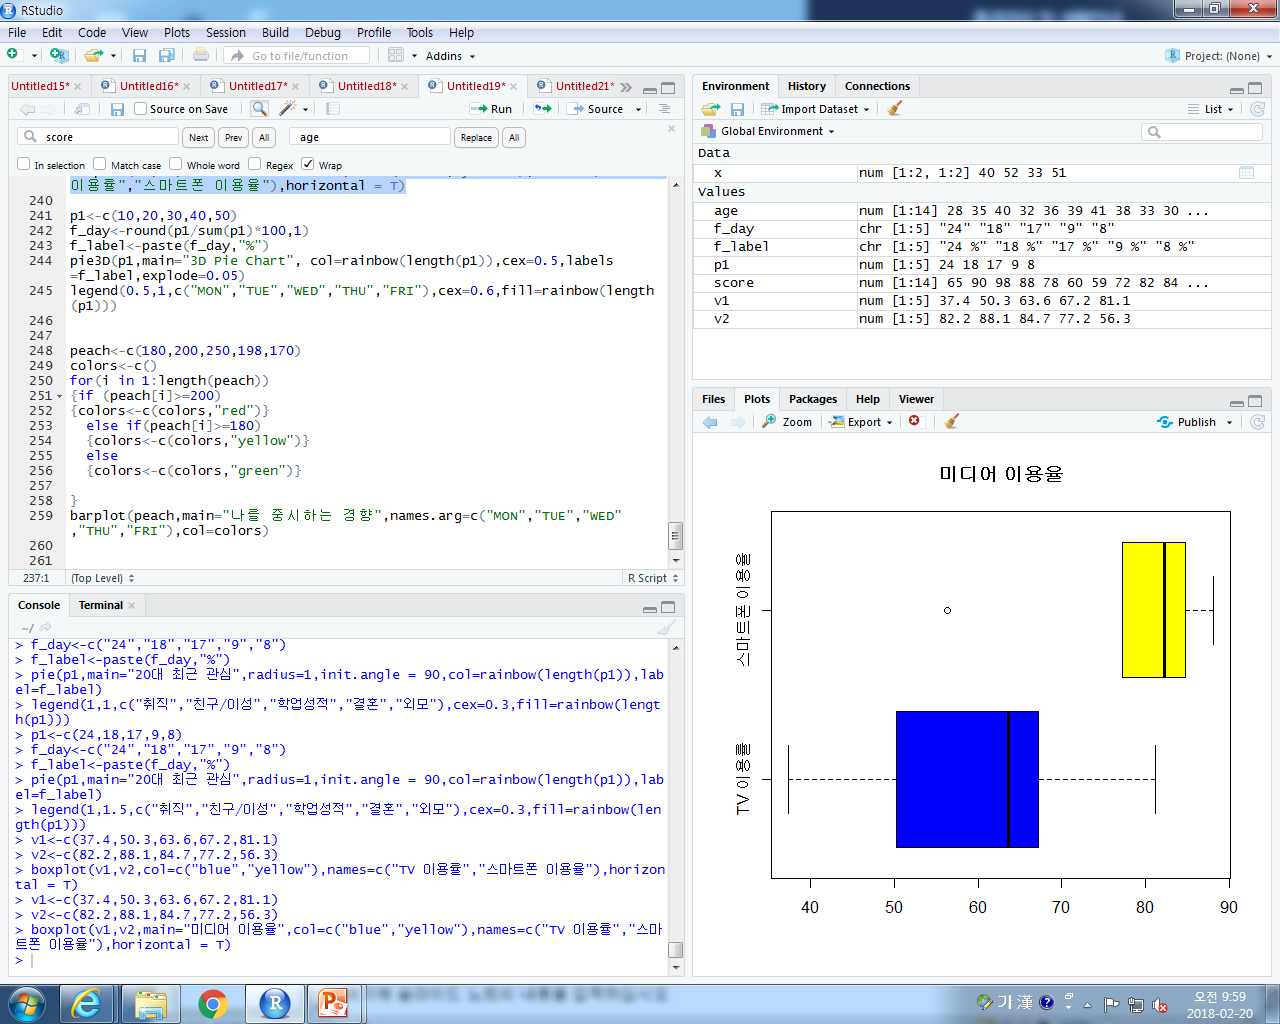 RStudio
File Edit Code View Plots Session Build Debug Profile Tools Help
Go to file/function Addins Project: (None)
Untitled15* Untitled16* Untitled17* Untitled18* Untitled19* Untitled21*
Source on Save Run Source
score Next Prev All age Replace All
In selection Match case Whole word Regex Wrap
이용률","스마트폰 이용율"),horizontal = T)
240
241 p1<-c(10,20,30,40,50)
242 f_day<-round(p1/sum(p1)*100,1)
243 f_label<-paste(f_day,"%")
244 pie3D(p1,main="3D Pie Chart", col=rainbow(length(p1)),cex=0.5,labels
=f_label,explode=0.05)
245 legend(0.5,1,c("MON","TUE","WED","THU","FRI"),cex=0.6,fill=rainbow(length
(p1)))
246
247
248 peach<-c(180,200,250,198,170)
249 colors<-c()
250 for(i in 1:length(peach))
251 {if (peach[i]>=200)
252 {colors<-c(colors,"red")}
253 else if(peach[i]>=180)
254 {colors<-c(colors,"yellow")}
255 else
256 {colors<-c(colors,"green")}
257
258 }
259 barplot(peach,main="나를 중시하는 경향",names.arg=c("MON","TUE","WED"
,"THU","FRI"),col=colors)
260
261
237:1 (Top Level) R Script
Console Terminal
~/
> f_day<-c("24","18","17","9","8")
> f_label<-paste(f_day,"%")
> pie(p1,main="20대 최근 관심",radius=1,init.angle = 90,col=rainbow(length(p1)),lab
el=f_label)
> legend(1,1,c("취직","친구/이성","학업성적","결혼","외모"),cex=0.3,fill=rainbow(lengt
h(p1)))
> p1<-c(24,18,17,9,8)
> f_day<-c("24","18","17","9","8")
> f_label<-paste(f_day,"%")
> pie(p1,main="20대 최근 관심",radius=1,init.angle = 90,col=rainbow(length(p1)),lab
el=f_label)
> legend(1,1.5,c("취직","친구/이성","학업성적","결혼","외모"),cex=0.3,fill=rainbow(len
gth(p1)))
> v1<-c(37.4,50.3,63.6,67.2,81.1)
> v2<-c(82.2,88.1,84.7,77.2,56.3)
> boxplot(v1,v2,col=c("blue","yellow"),names=c("TV 이용률","스마트폰 이용율"),horizon
tal = T)
> v1<-c(37.4,50.3,63.6,67.2,81.1)
> v2<-c(82.2,88.1,84.7,77.2,56.3)
> boxplot(v1,v2,main="미디어 이용율",col=c("blue","yellow"),names=c("TV 이용률","스마
트폰 이용율"),horizontal = T)
>
Environment History Connections
Import Dataset List
Global Environment
Data
x num [1:2, 1:2] 40 52 33 51
Values
age num [1:14] 28 35 40 32 36 39 41 38 33 30 ...
f_day chr [1:5] "24" "18" "17" "9" "8"
f_label chr [1:5] "24 %" "18 %" "17 %" "9 %" "8 %"
p1 num [1:5] 24 18 17 9 8
score num [1:14] 65 90 98 88 78 60 59 72 82 84 ...
v1 num [1:5] 37.4 50.3 63.6 67.2 81.1
v2 num [1:5] 82.2 88.1 84.7 77.2 56.3
Files Plots Packages Help Viewer
Zoom Export Publish
미디어 이용율
스마트폰 이용율
TV 이용률
40 50 60 70 80 90
가 漢
오전 9:59
2018-02-20